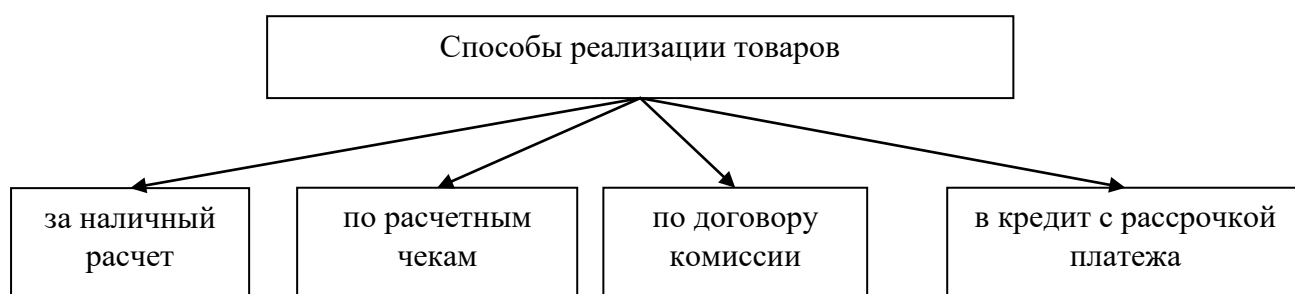 Способы реализации товаров
за наличный
расчет
по расчетным
чекам
по договору
комиссии
в кредит с рассрочкой
платежа